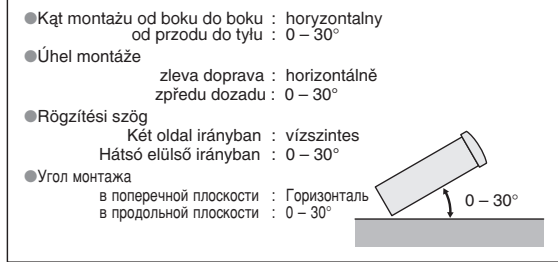 ●Kąt montażu od boku do boku : horyzontalny
od przodu do tyłu : 0 – 30°
●Úhel montáže
zleva doprava : horizontálně
zpředu dozadu : 0 – 30°
●Rögzítési szög
Két oldal irányban : vízszintes
Hátsó elülső irányban : 0 – 30°
●Угол монтажа
в поперечной плоскости : Горизонталь
в продольной плоскости : 0 – 30°
0 – 30°